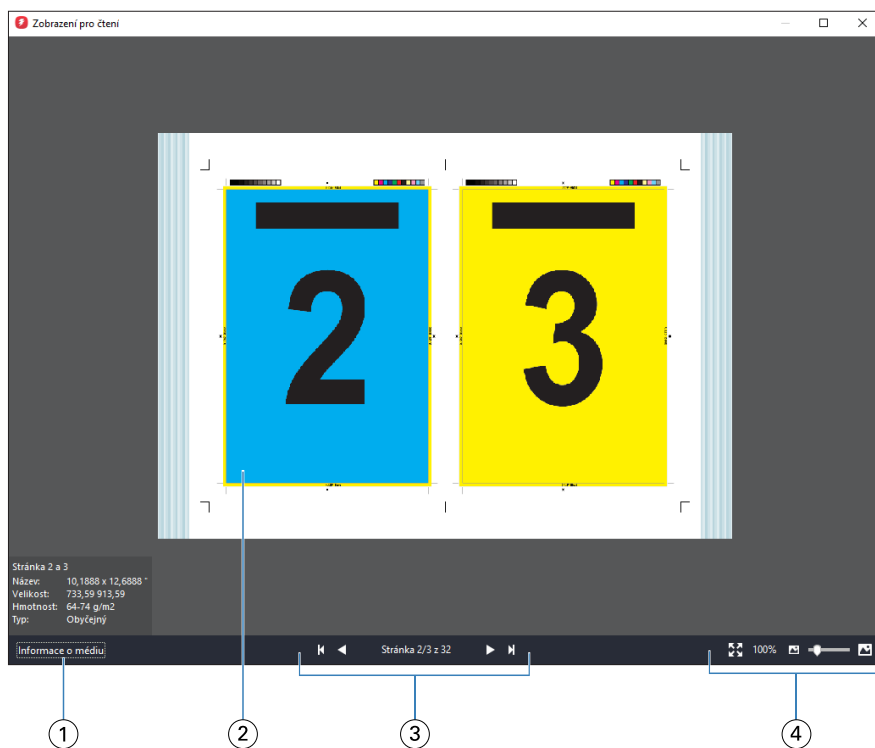 Zobrazení pro čtení
2
3
Stránka 2 a 3
Název: 10,1888 x 12,6888 "
Velikost: 733,59 913,59
Hmotnost: 64-74 g/m2
Typ: Obyčejný
Informace o médiu
Stránka 2/3 z 32
100%
1
2
3
4